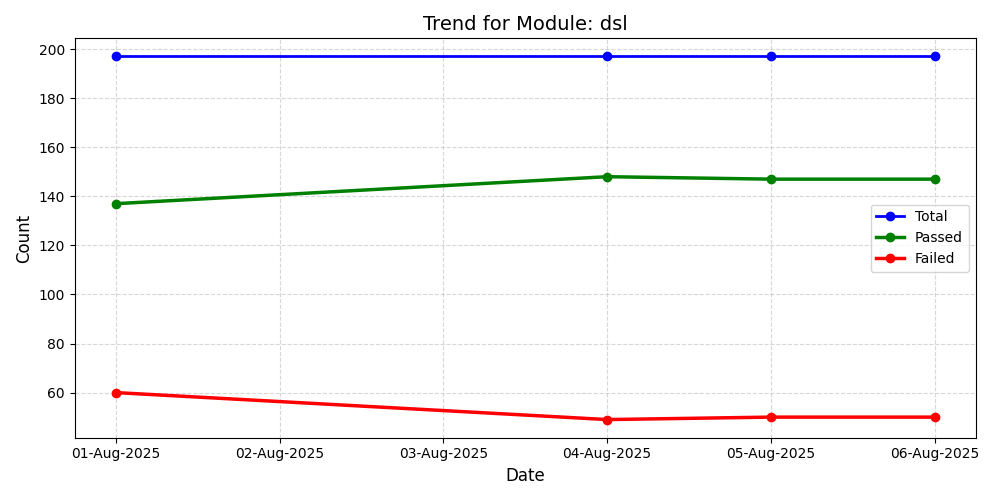 Trend for Module: dsl
200
180
160
140
120
100
80
60
Count
Total
Passed
Failed
01-Aug-2025 02-Aug-2025 03-Aug-2025 04-Aug-2025 05-Aug-2025 06-Aug-2025
Date